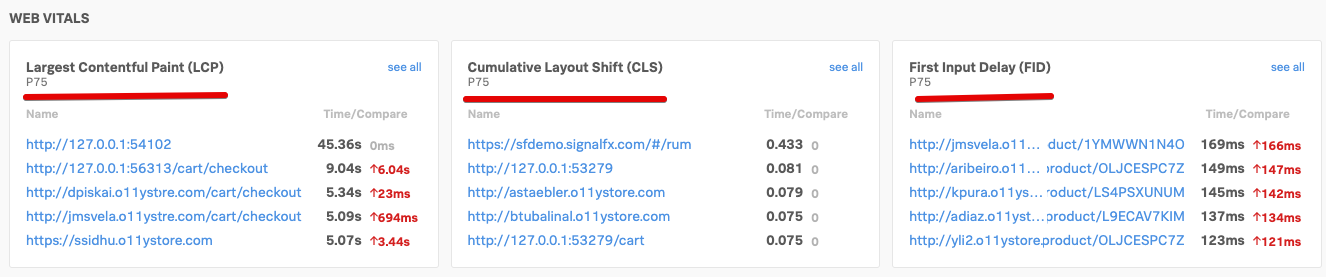 WEB VITALS
Largest Contentful Paint (LCP) see all
P75
Name Time/Compare
http://127.0.0.1:54102 45.36s 0ms
http://127.0.0.1:56313/cart/checkout 9.04s ↑6.04s
http://dpiskai.o11ystore.com/cart/checkout 5.34s ↑23ms
http://jmsvela.o11ystre.com/cart/checkout 5.09s ↑694ms
https://ssidhu.o11ystore.com 5.07s ↑3.44s
Cumulative Layout Shift (CLS) see all
P75
Name Time/Compare
https://sfdemo.signalfx.com/#/rum 0.433 0
http://127.0.0.1:53279 0.081 0
http://astaebler.o11ystore.com 0.079 0
http://btubalinal.o11ystore.com 0.075 0
http://127.0.0.1:53279/cart 0.075 0
First Input Delay (FID) see all
P75
Name Time/Compare
http://jmsvela.o11... duct/1YMWWN1N4O 169ms ↑166ms
http://aribeiro.o11... roduct/OLJCESPC7Z 149ms ↑147ms
http://kpura.o11ys... roduct/LS4PSXUNUM 145ms ↑142ms
http://adiaz.o11yst... product/L9ECAV7KIM 137ms ↑134ms
http://yli2.o11ystore.product/OLJCESPC7Z 123ms ↑121ms